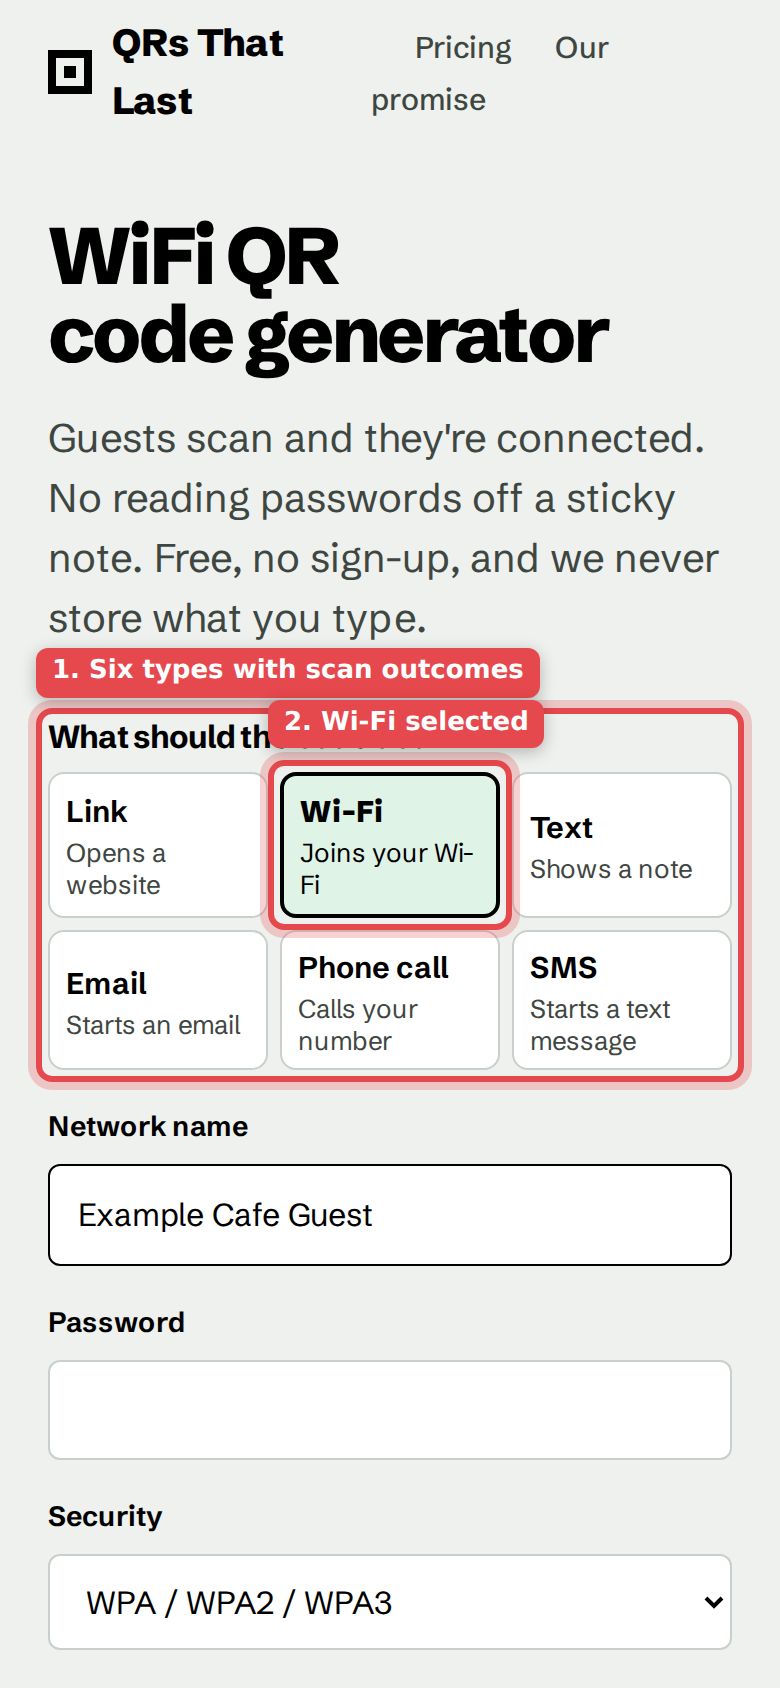 QRs That
Last
Pricing
Our
promise
WiFi QR
code generator
Guests scan and they're connected.
No reading passwords off a sticky
note. Free, no sign-up, and we never
store what you type.
1. Six types with scan outcomes
2. Wi-Fi selected
What should
Link
Opens a
website
Wi-Fi
Joins your Wi-
Fi
Text
Shows a note
Email
Starts an email
Phone call
Calls your
number
SMS
Starts a text
message
Network name
Example Cafe Guest
Password
Security
WPA / WPA2 / WPA3